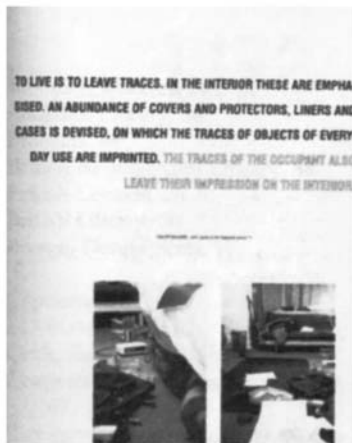 TO LIVE IS TO LEAVE TRACES. IN THE INTERIOR THESE ARE EMPHA
SISED. AN ABUNDANCE OF COVERS AND PROTECTORS, LINERS AND
CASES IS DEVISED, ON WHICH THE TRACES OF OBJECTS OF EVERY
DAY USE ARE IMPRINTED. THE TRACES OF THE OCCUPANT ALSO
LEAVE THEIR IMPRESSION ON THE INTERIOR